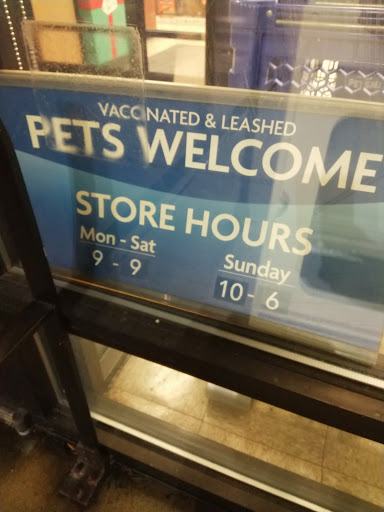 VACCINATED & LEASHED
PETS WELCOME
STORE HOURS
Mon - Sat
9 - 9
Sunday
10 - 6